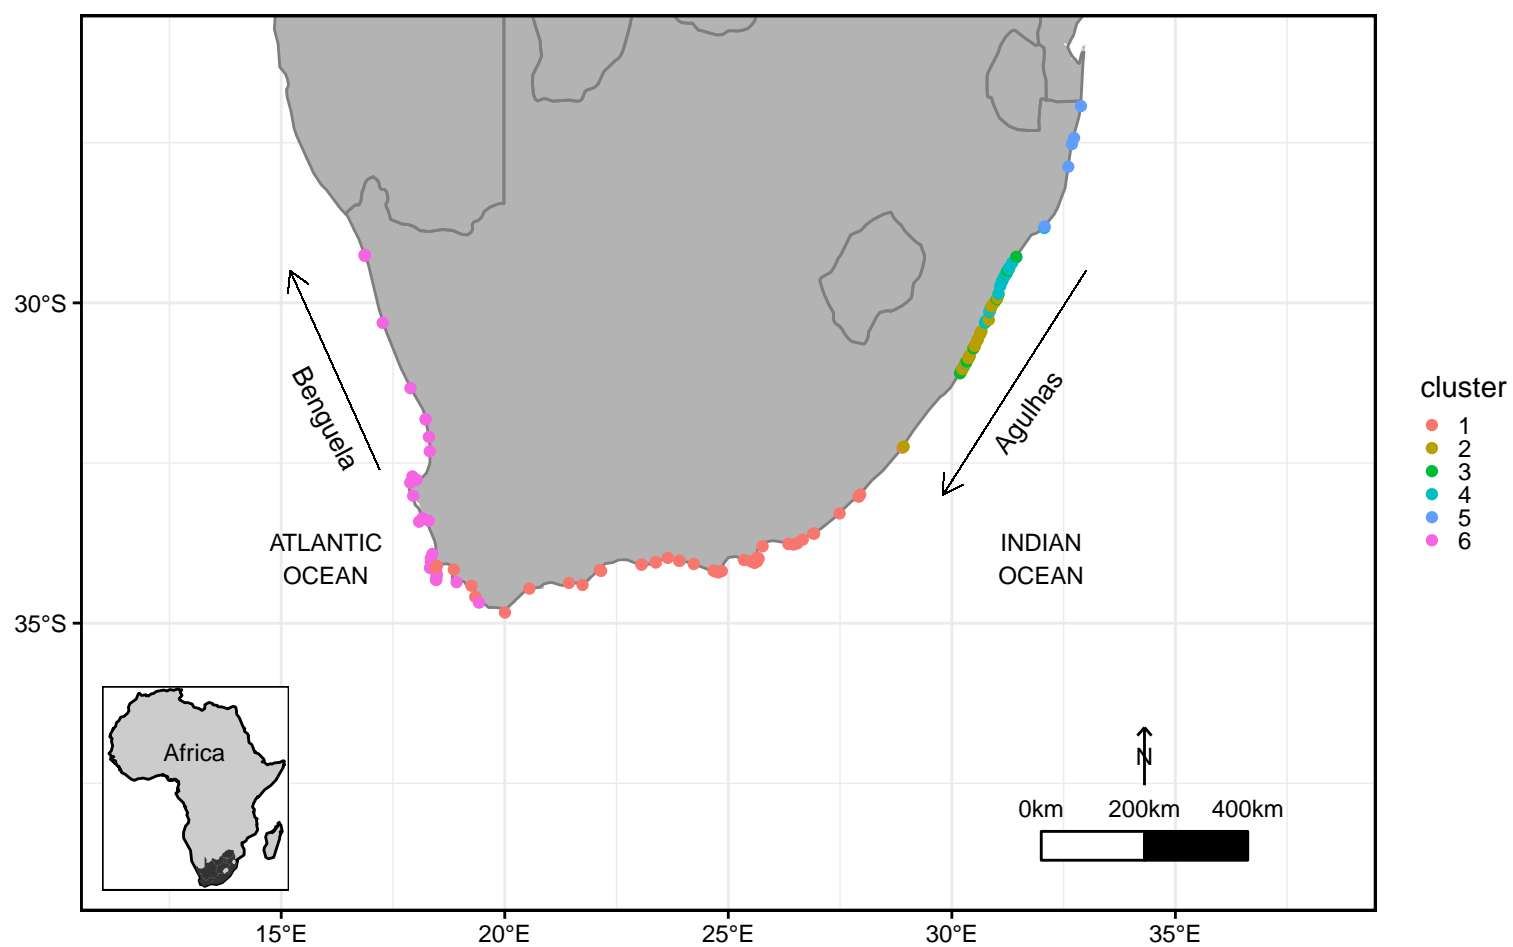 30°S
35°S
Benguela
Agulhas
ATLANTIC
OCEAN
INDIAN
OCEAN
Africa
N
0km 200km 400km
15°E 20°E 25°E 30°E 35°E
cluster
1
2
3
4
5
6